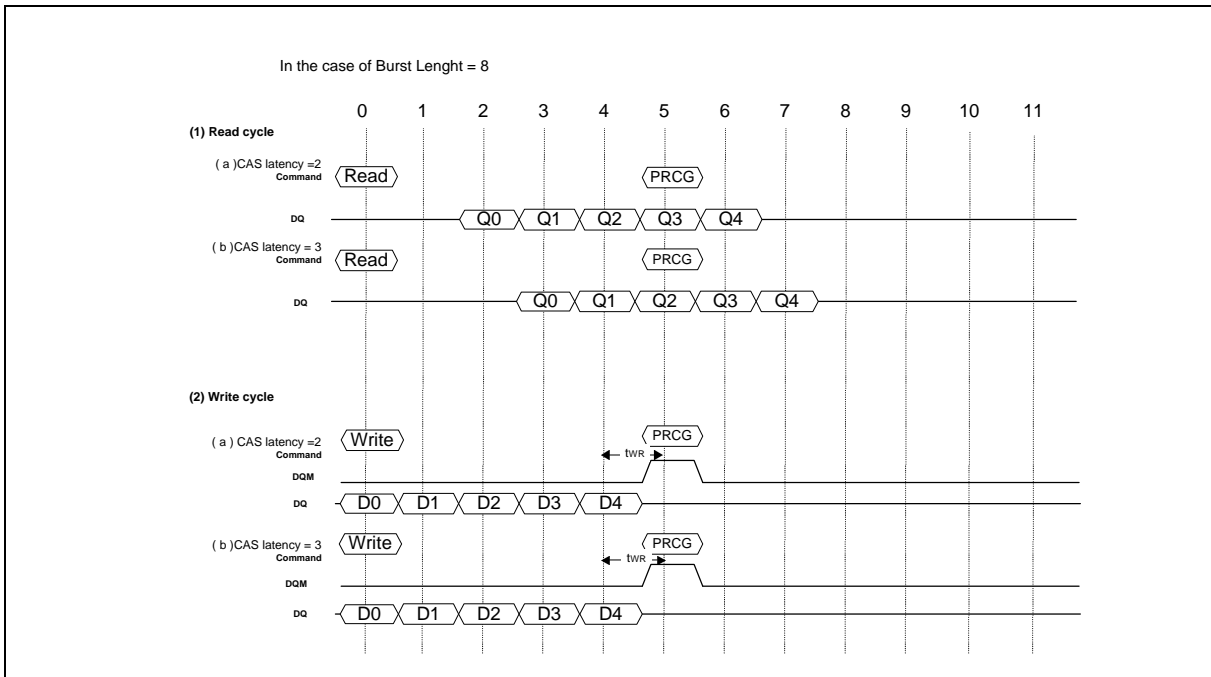 In the case of Burst Lenght = 8
0 1 2 3 4 5 6 7 8 9 10 11
(1) Read cycle
( a )CAS latency =2
Command Read PRCG
DQ Q0 Q1 Q2 Q3 Q4
( b )CAS latency = 3
Command Read PRCG
DQ Q0 Q1 Q2 Q3 Q4
(2) Write cycle
( a ) CAS latency =2
Command Write PRCG
tWR
DQM
DQ D0 D1 D2 D3 D4
( b )CAS latency = 3
Command Write PRCG
tWR
DQM
DQ D0 D1 D2 D3 D4